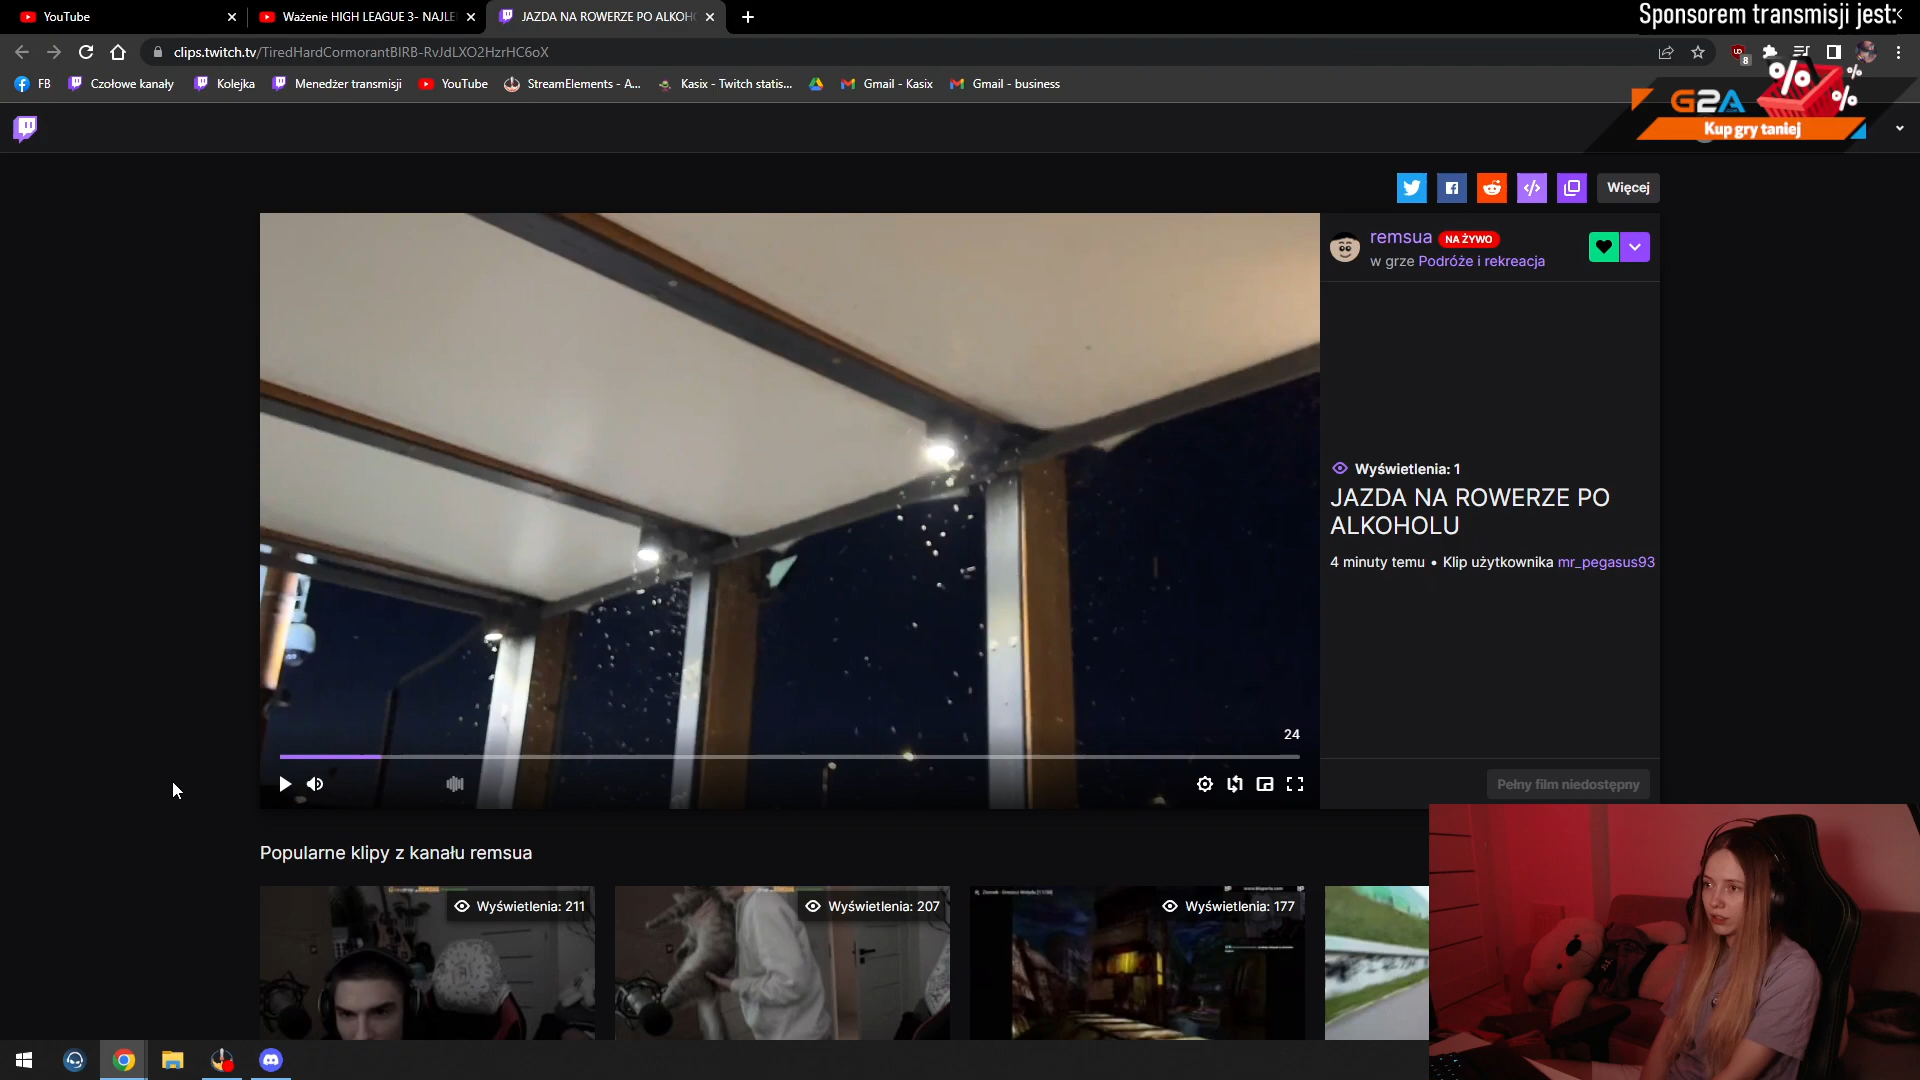 YouTube
Ważenie HIGH LEAGUE 3- NAJLE
JAZDA NA ROWERZE PO ALKOH
Sponsorem transmisji jest:
clips.twitch.tv/TiredHardCormorantBIRB-RvJdLXO2HzrHC6oX
8
FB
Czołowe kanały
Kolejka
Menedżer transmisji
YouTube
StreamElements - A...
Kasix - Twitch statis...
Gmail - Kasix
Gmail - business
G2A
% % %
Kup gry taniej
Więcej
remsua
NA ŻYWO
w grze Podróże i rekreacja
Wyświetlenia: 1
JAZDA NA ROWERZE PO
ALKOHOLU
4 minuty temu • Klip użytkownika mr_pegasus93
24
Pełny film niedostępny
Popularne klipy z kanału remsua
Wyświetlenia: 211
Wyświetlenia: 207
Wyświetlenia: 177